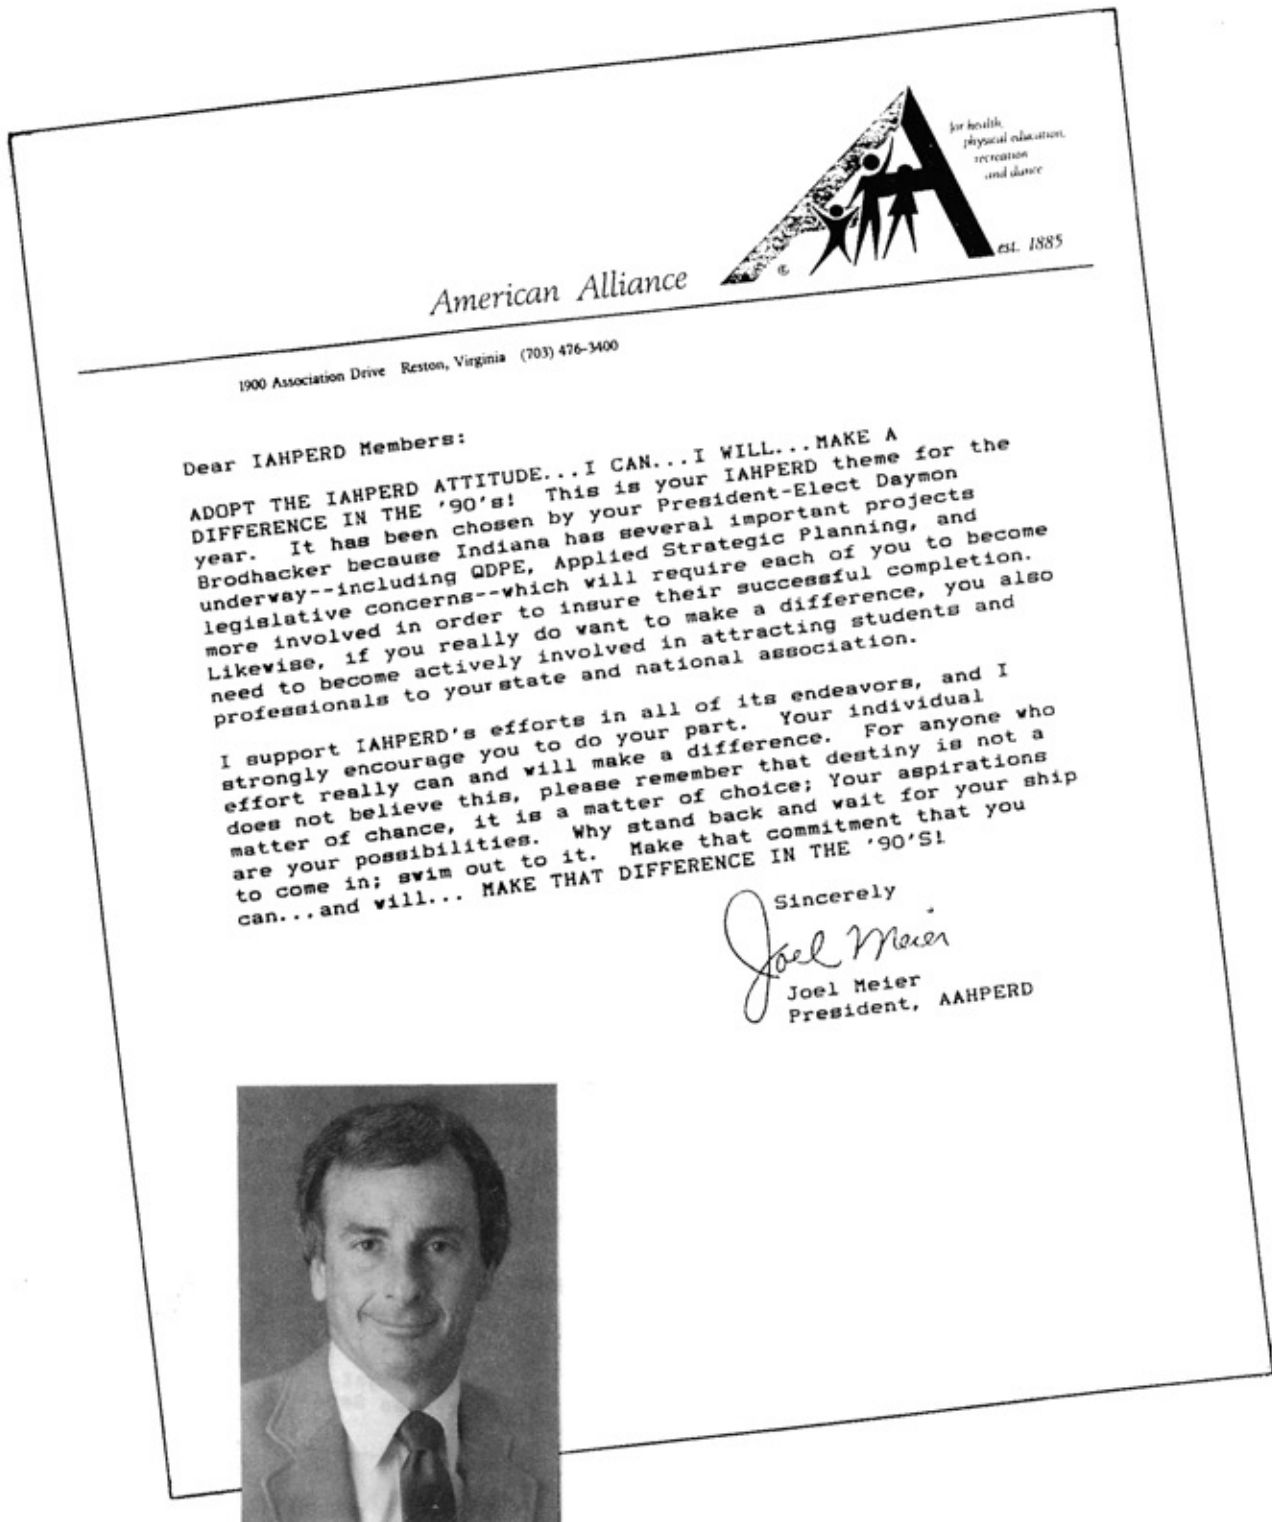 for health,
physical education,
recreation
and dance
est. 1885
American Alliance
1900 Association Drive Reston, Virginia (703) 476-3400
Dear IAHPERD Members:
ADOPT THE IAHPERD ATTITUDE...I CAN...I WILL...MAKE A
DIFFERENCE IN THE '90's! This is your IAHPERD theme for the
year. It has been chosen by your President-Elect Daymon
Brodhacker because Indiana has several important projects
underway--including QDPE, Applied Strategic Planning, and
legislative concerns--which will require each of you to become
more involved in order to insure their successful completion.
Likewise, if you really do want to make a difference, you also
need to become actively involved in attracting students and
professionals to your state and national association.
I support IAHPERD's efforts in all of its endeavors, and I
strongly encourage you to do your part. Your individual
effort really can and will make a difference. For anyone who
does not believe this, please remember that destiny is not a
matter of chance, it is a matter of choice; Your aspirations
are your possibilities. Why stand back and wait for your ship
to come in; swim out to it. Make that commitment that you
can...and will... MAKE THAT DIFFERENCE IN THE '90'S!
Sincerely
Joel Meier
Joel Meier
President, AAHPERD